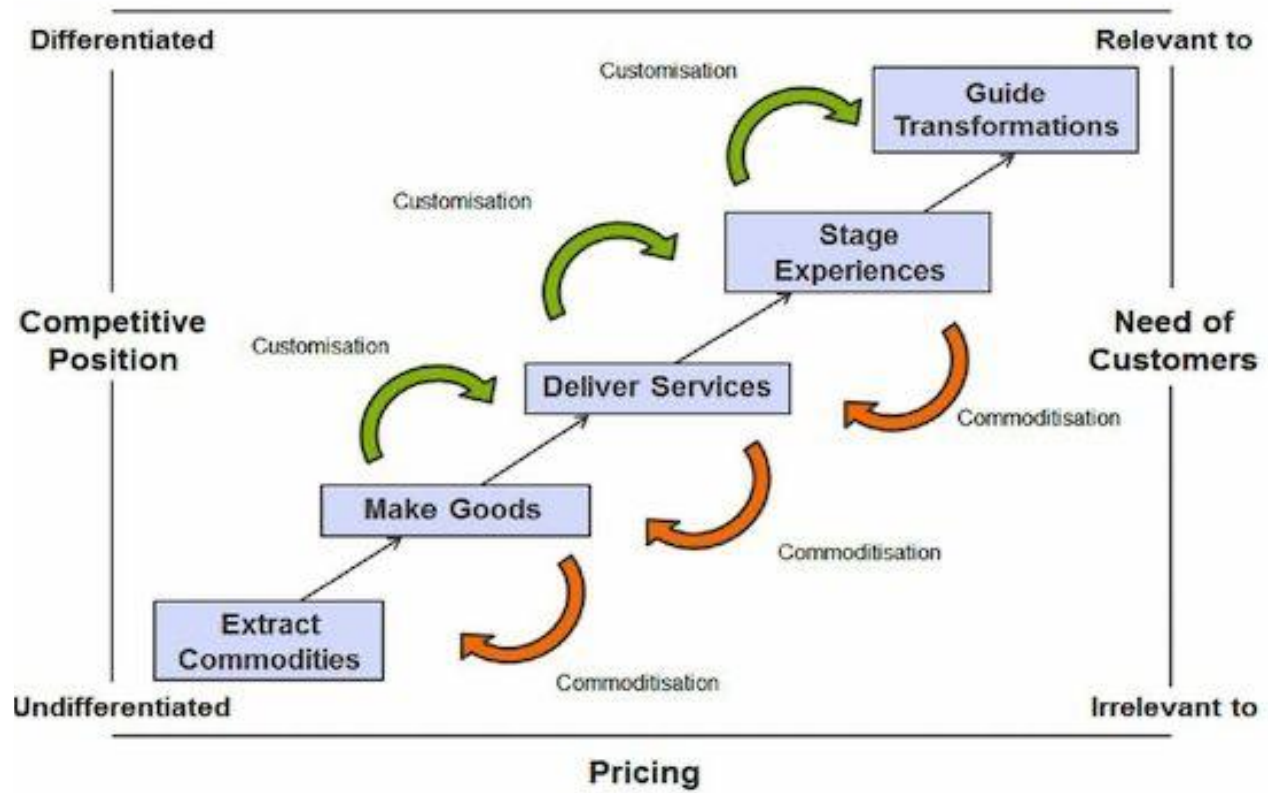 Differentiated
Relevant to
Customisation
Guide
Transformations
Customisation
Stage
Experiences
Competitive
Position
Need of
Customers
Customisation
Deliver Services
Commoditisation
Make Goods
Commoditisation
Extract
Commodities
Commoditisation
Undifferentiated
Irrelevant to
Pricing